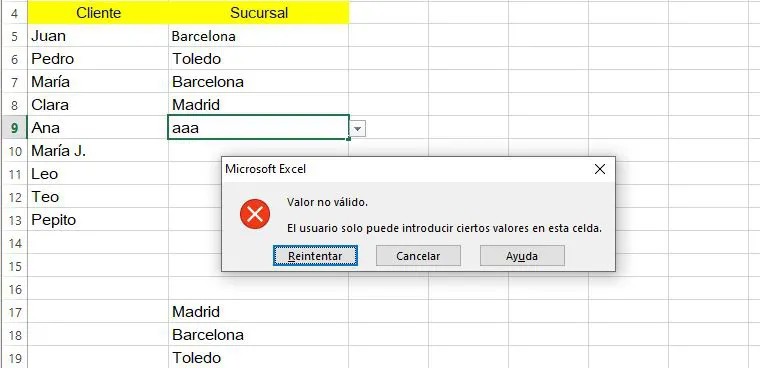 4 Cliente Sucursal
5 Juan Barcelona
6 Pedro Toledo
7 María Barcelona
8 Clara Madrid
9 Ana aaa
10 María J.
11 Leo
12 Teo
13 Pepito
14
15
16
17 Madrid
18 Barcelona
19 Toledo
Microsoft Excel
Valor no válido.
El usuario solo puede introducir ciertos valores en esta celda.
Reintentar Cancelar Ayuda